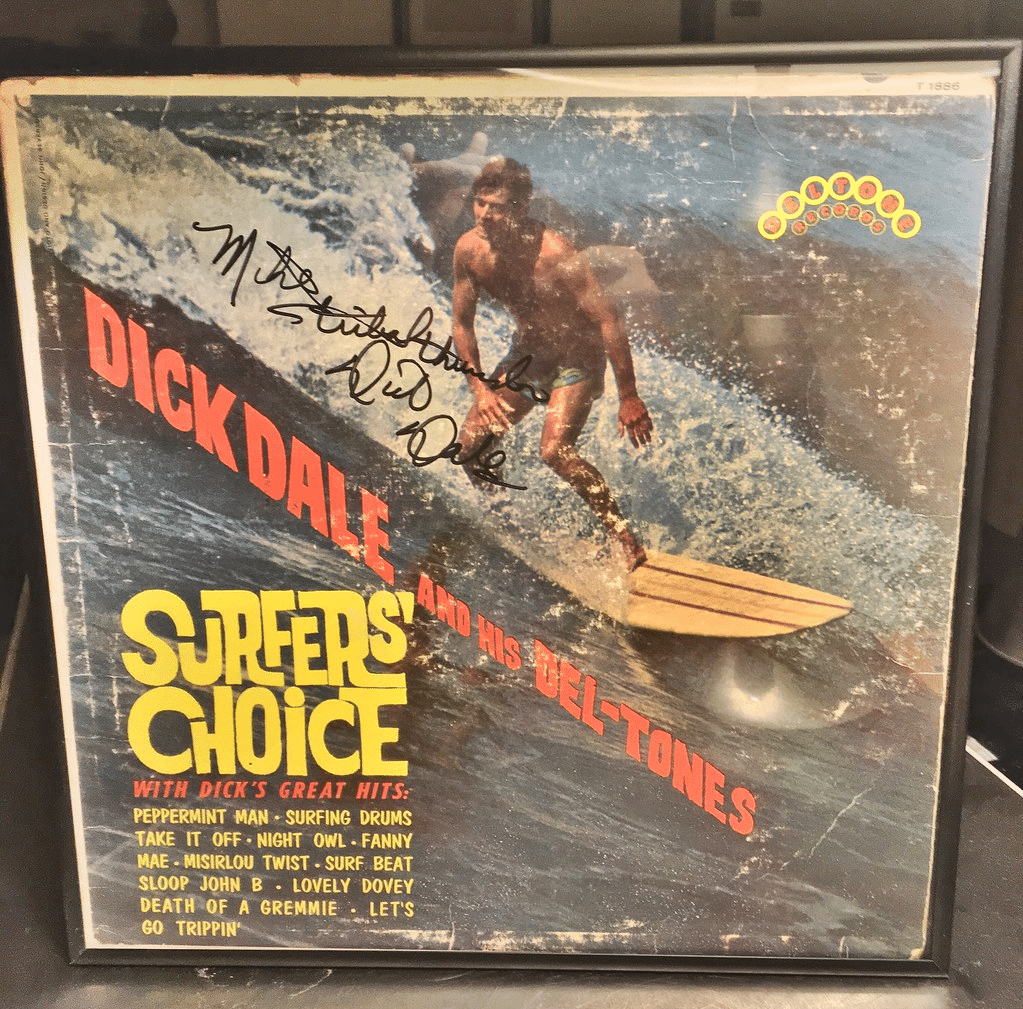 T 1886
DELTONE
RECORDS
Mike
Dick
Dale
DICK DALE AND HIS DEL-TONES
SURFERS'
CHOICE
WITH DICK'S GREAT HITS:
PEPPERMINT MAN • SURFING DRUMS
TAKE IT OFF • NIGHT OWL • FANNY
MAE • MISIRLOU TWIST • SURF BEAT
SLOOP JOHN B • LOVELY DOVEY
DEATH OF A GREMMIE • LET'S
GO TRIPPIN'